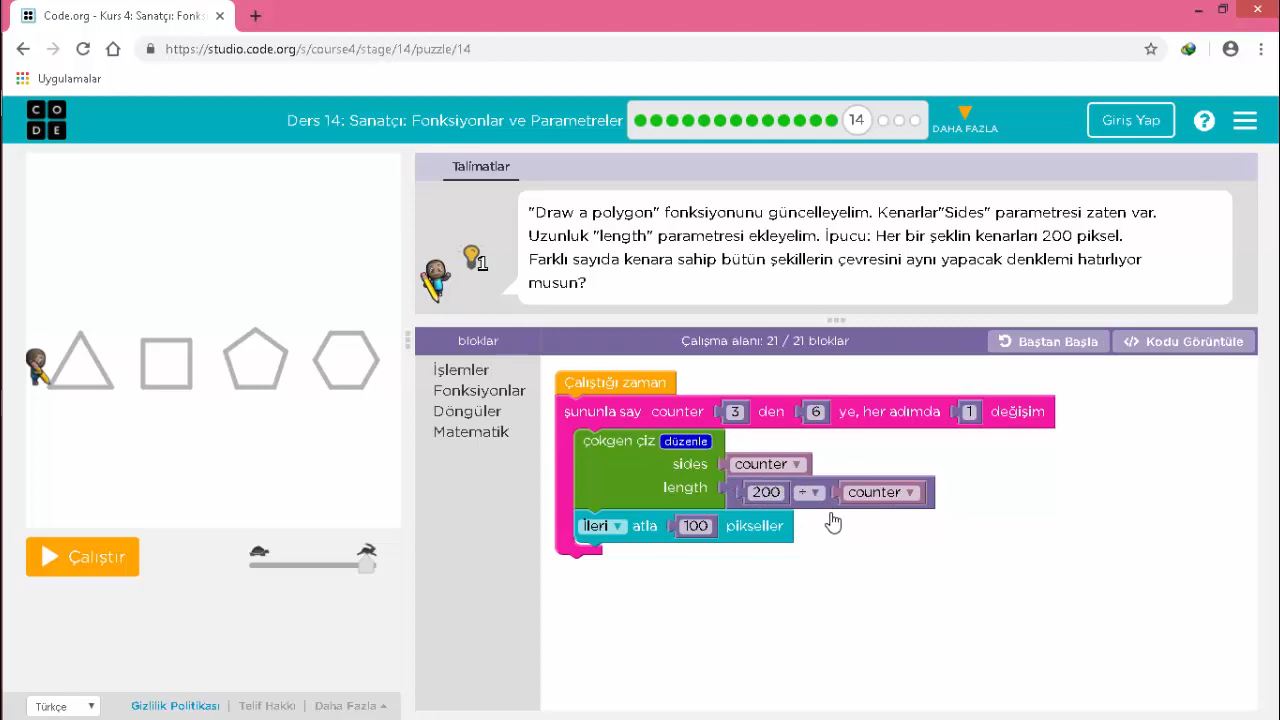 Code.org - Kurs 4: Sanatçı: Fonks
https://studio.code.org/s/course4/stage/14/puzzle/14
Uygulamalar
C O
D E
Ders 14: Sanatçı: Fonksiyonlar ve Parametreler
14
DAHA FAZLA
Giriş Yap
?
Talimatlar
"Draw a polygon" fonksiyonunu güncelleyelim. Kenarlar"Sides" parametresi zaten var.
Uzunluk "length" parametresi ekleyelim. İpucu: Her bir şeklin kenarları 200 piksel.
Farklı sayıda kenara sahip bütün şekillerin çevresini aynı yapacak denklemi hatırlıyor
musun?
1
bloklar
Çalışma alanı: 21 / 21 bloklar
Baştan Başla
</> Kodu Görüntüle
İşlemler
Fonksiyonlar
Döngüler
Matematik
Çalıştığı zaman
şununla say counter 3 den 6 ye, her adımda 1 değişim
çokgen çiz düzenle
sides counter
length 200 ÷ counter
İleri atla 100 pikseller
Çalıştır
Türkçe
Gizlilik Politikası | Telif Hakkı | Daha Fazla